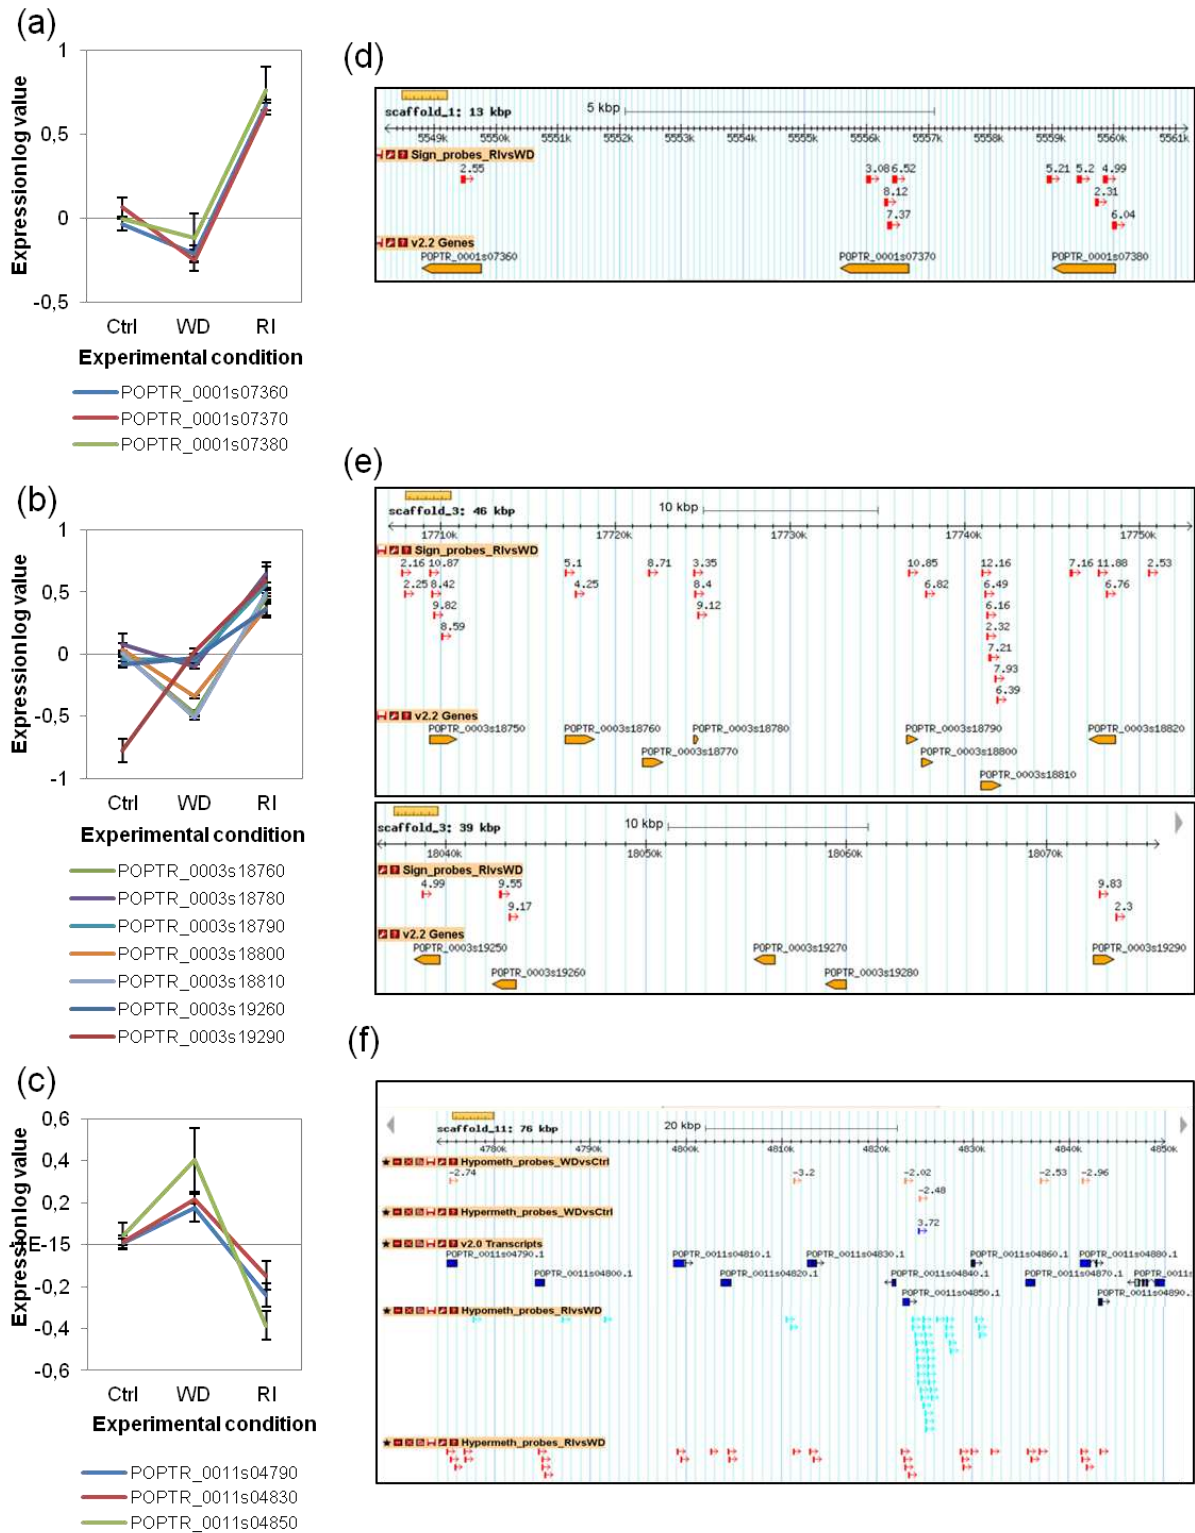 (a)
1
0,5
0
-0,5
Expression log value
Ctrl WD RI
Experimental condition
POPTR_0001s07360
POPTR_0001s07370
POPTR_0001s07380
(d)
scaffold_1: 13 kbp
5 kbp
5549k 5550k 5551k 5552k 5553k 5554k 5555k 5556k 5557k 5558k 5559k 5560k 5561k
Sign_probes_RIvsWD
2.55 3.08 6.52 5.21 5.2 4.99
8.12 2.31
7.37 6.04
v2.2 Genes
POPTR_0001s07360 POPTR_0001s07370 POPTR_0001s07380
(b)
1
0,5
0
-0,5
-1
Expression log value
Ctrl WD RI
Experimental condition
POPTR_0003s18760
POPTR_0003s18780
POPTR_0003s18790
POPTR_0003s18800
POPTR_0003s18810
POPTR_0003s19260
POPTR_0003s19290
(e)
scaffold_3: 46 kbp
10 kbp
17710k 17720k 17730k 17740k 17750k
Sign_probes_RIvsWD
2.16 10.87 5.1 8.71 3.35 10.85 12.16 7.16 11.88 2.53
2.25 8.42 4.25 8.4 6.82 6.49 6.76
9.82 9.12 6.16
8.59 2.32
7.21
7.93
6.39
v2.2 Genes
POPTR_0003s18750 POPTR_0003s18760 POPTR_0003s18780 POPTR_0003s18790 POPTR_0003s18820
POPTR_0003s18770 POPTR_0003s18800
POPTR_0003s18810
scaffold_3: 39 kbp
10 kbp
18040k 18050k 18060k 18070k
Sign_probes_RIvsWD
4.99 9.55 9.83
9.17 2.3
v2.2 Genes
POPTR_0003s19250 POPTR_0003s19270 POPTR_0003s19290
POPTR_0003s19260 POPTR_0003s19280
(c)
0,6
0,4
0,2
1E-15
-0,2
-0,4
-0,6
Expression log value
Ctrl WD RI
Experimental condition
POPTR_0011s04790
POPTR_0011s04830
POPTR_0011s04850
(f)
scaffold_11: 76 kbp
20 kbp
4780k 4790k 4800k 4810k 4820k 4830k 4840k 4850k
Hypometh_probes_WDvsCtrl
-2.74 -3.2 -2.02 -2.53 -2.96
-2.48
Hypermeth_probes_WDvsCtrl
3.72
v2.0 Transcripts
POPTR_0011s04790.1 POPTR_0011s04810.1 POPTR_0011s04830.1 POPTR_0011s04860.1 POPTR_0011s04880.1
POPTR_0011s04800.1 POPTR_0011s04820.1 POPTR_0011s04840.1 POPTR_0011s04870.1 POPTR_0011s
POPTR_0011s04850.1 POPTR_0011s04890.
Hypometh_probes_RIvsWD
Hypermeth_probes_RIvsWD